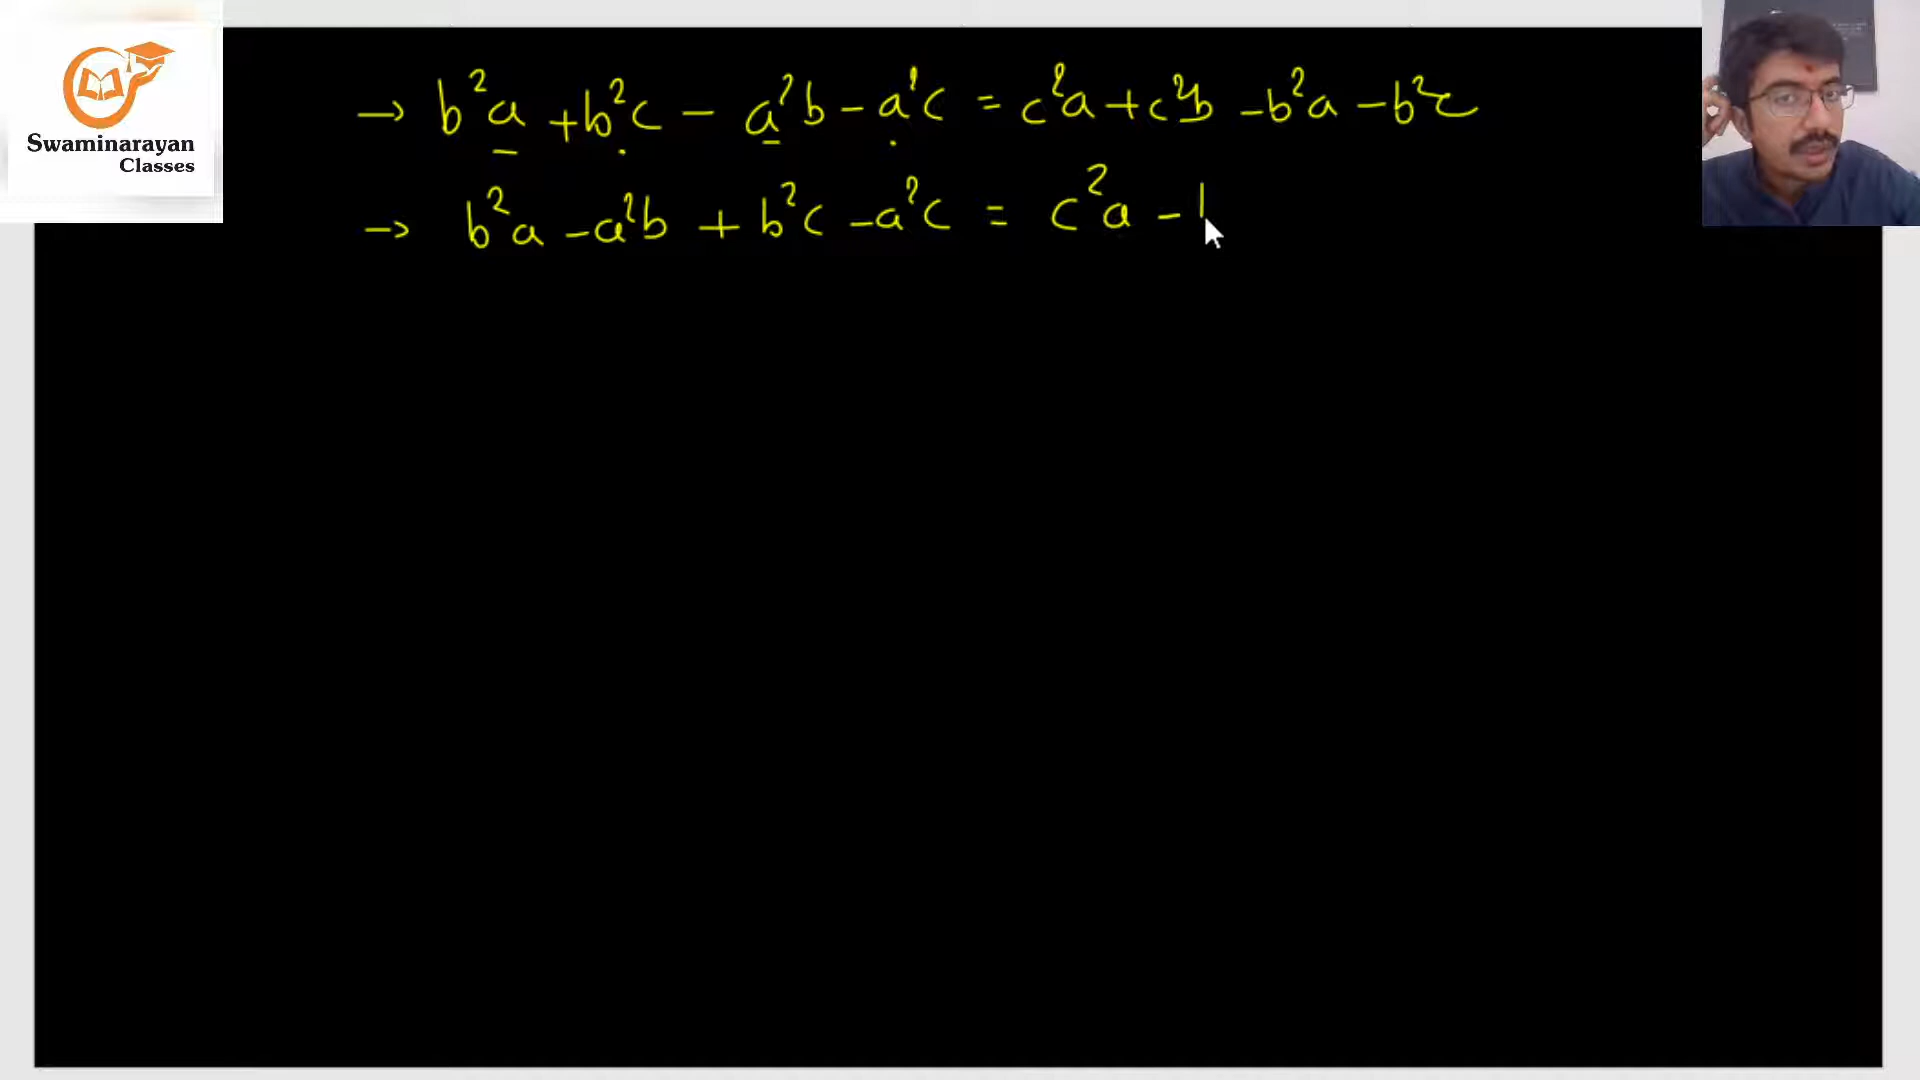 Swaminarayan
Classes
→ b²a + b²c − a²b − a²c = c²a + c²b − b²a − b²c
→ b²a − a²b + b²c − a²c = c²a −